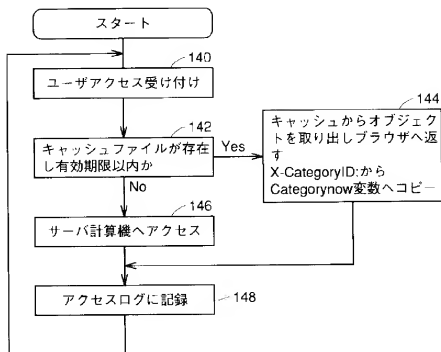 スタート
140
ユーザアクセス受け付け
142
キャッシュファイルが存在
し有効期限以内か
Yes
No
144
キャッシュからオブジェクト
を取り出しブラウザへ返
す
X-CategoryID:から
Categorynow変数へコピー
146
サーバ計算機へアクセス
アクセスログに記録
148